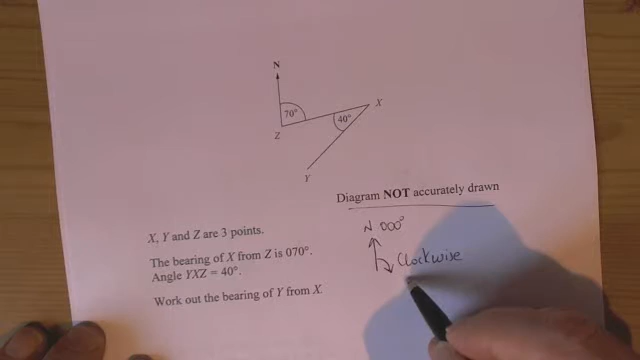 N
70°
40°
X
Z
Y
Diagram NOT accurately drawn
X, Y and Z are 3 points.
The bearing of X from Z is 070°.
Angle YXZ = 40°.
Work out the bearing of Y from X.
N 000°
Clockwise